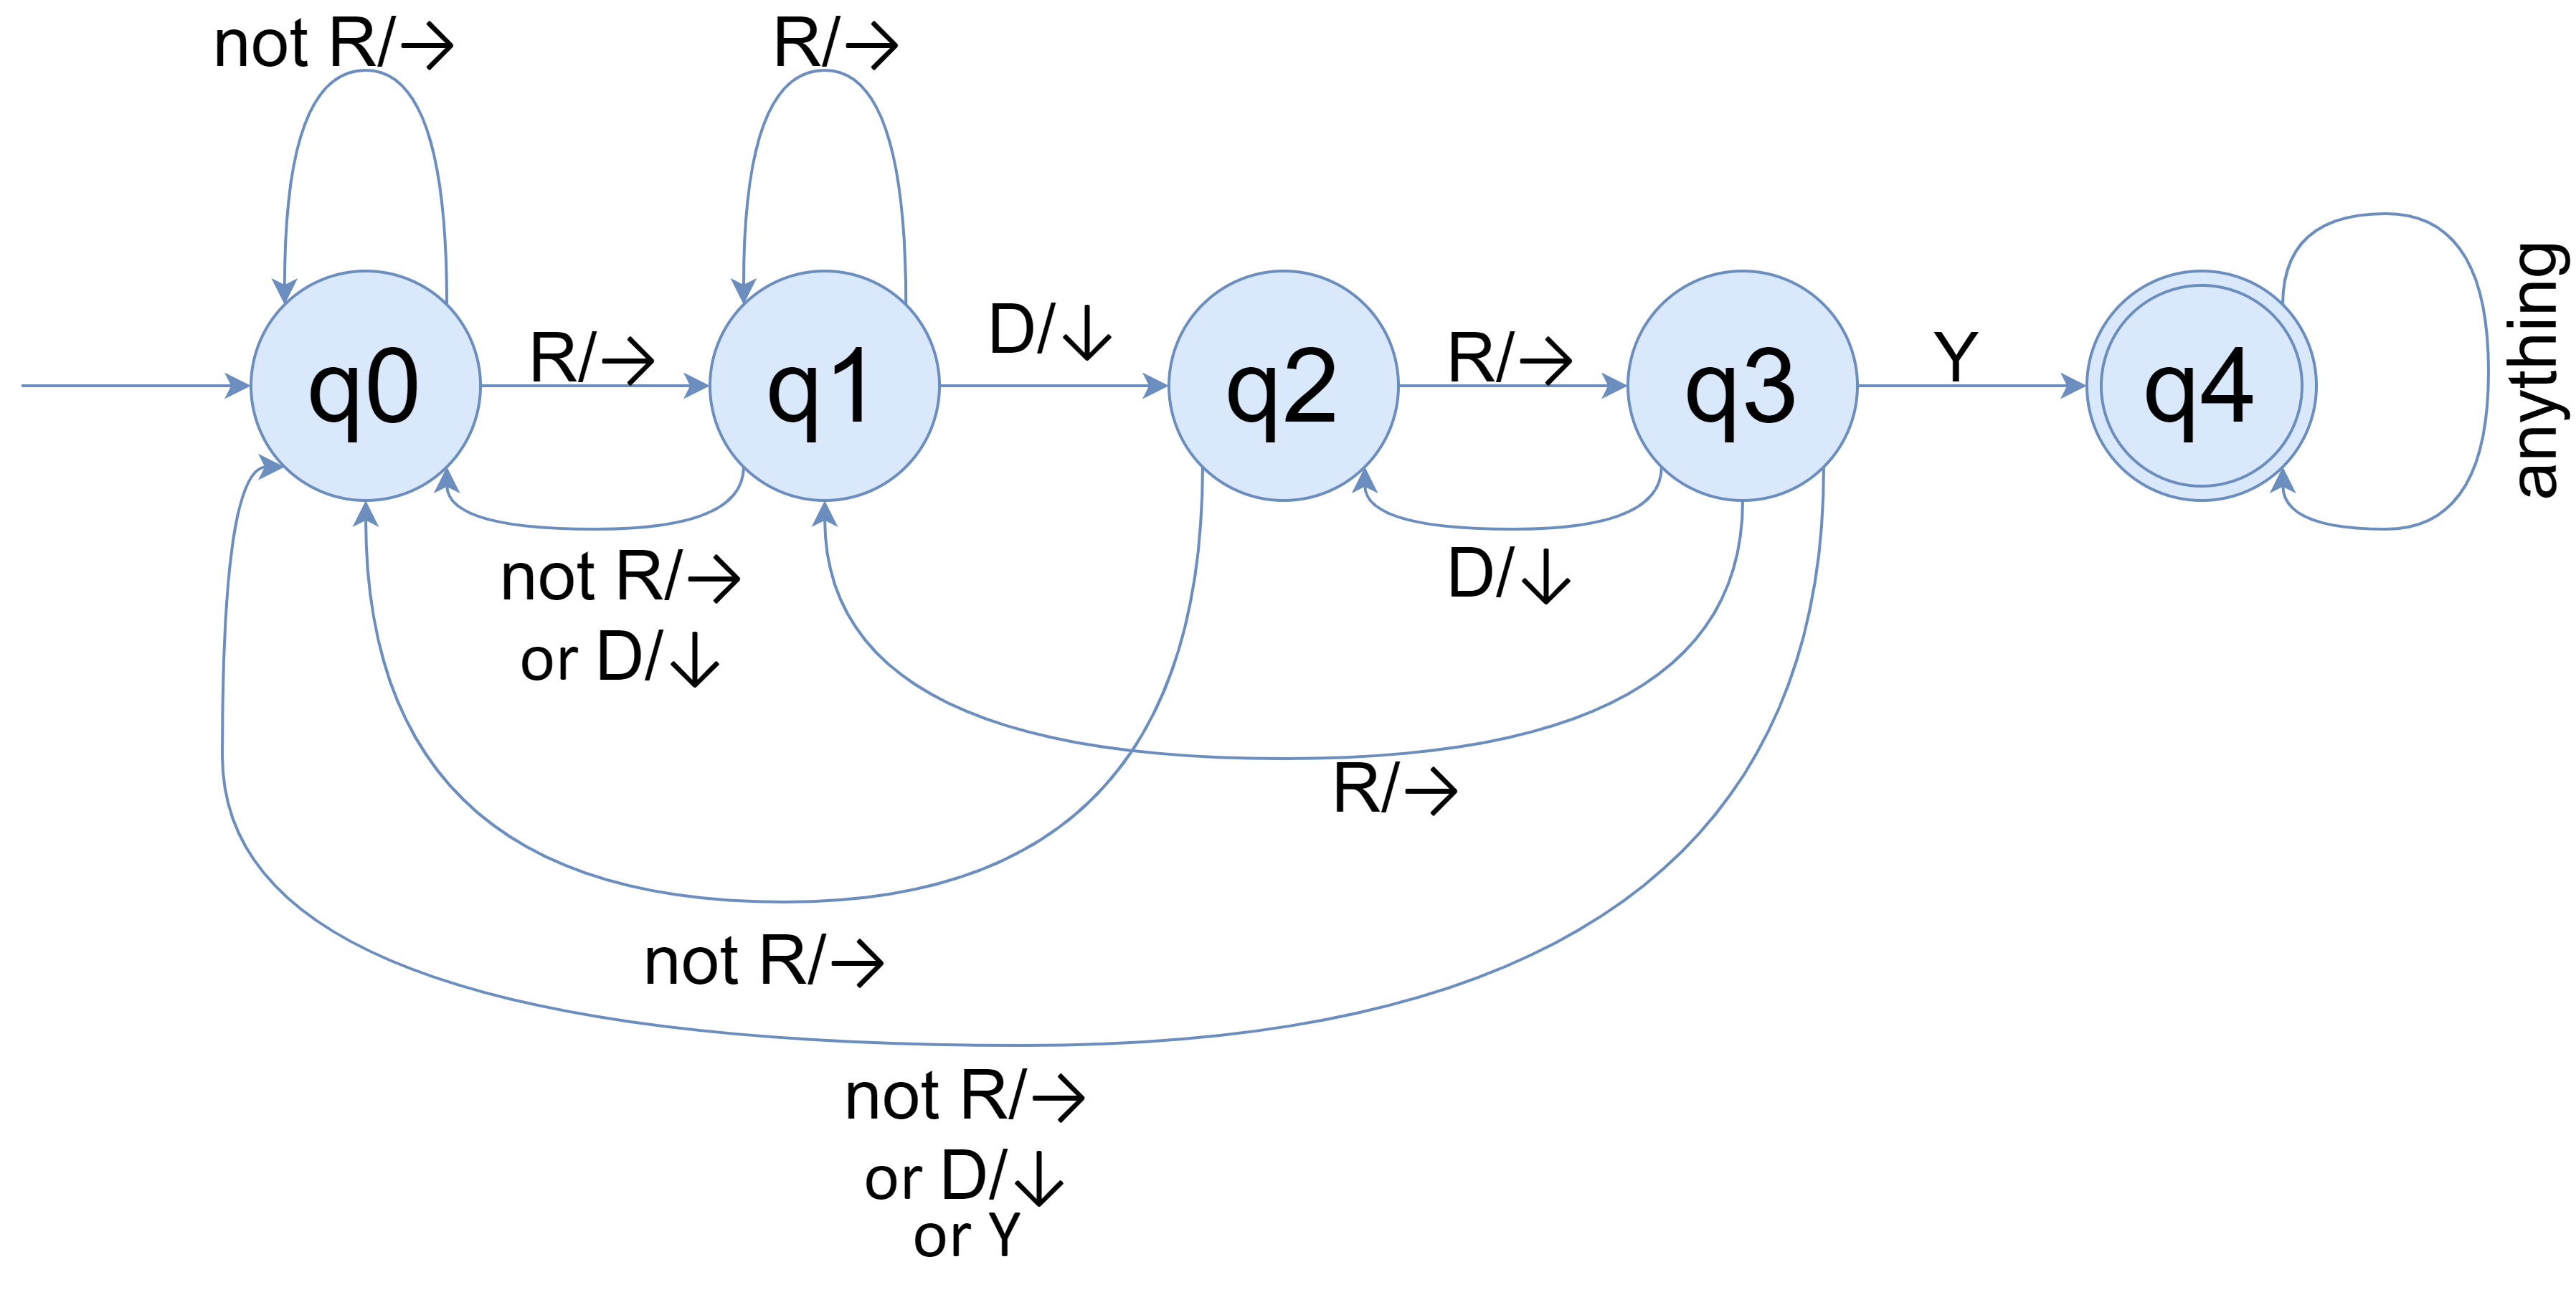 not R/→
R/→
q0
R/→
q1
D/↓
q2
R/→
q3
Y
q4
anything
not R/→
or D/↓
D/↓
R/→
not R/→
not R/→
or D/↓
or Y